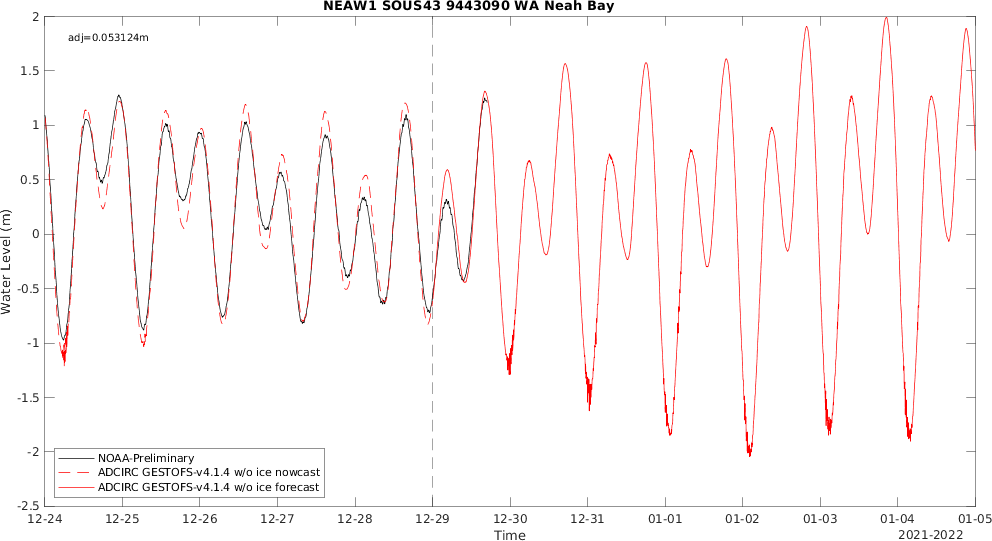 NEAW1 SOUS43 9443090 WA Neah Bay
adj=0.053124m
2
1.5
1
0.5
0
-0.5
-1
-1.5
-2
-2.5
Water Level (m)
NOAA-Preliminary
ADCIRC GESTOFS-v4.1.4 w/o ice nowcast
ADCIRC GESTOFS-v4.1.4 w/o ice forecast
12-24 12-25 12-26 12-27 12-28 12-29 12-30 12-31 01-01 01-02 01-03 01-04 01-05
Time
2021-2022